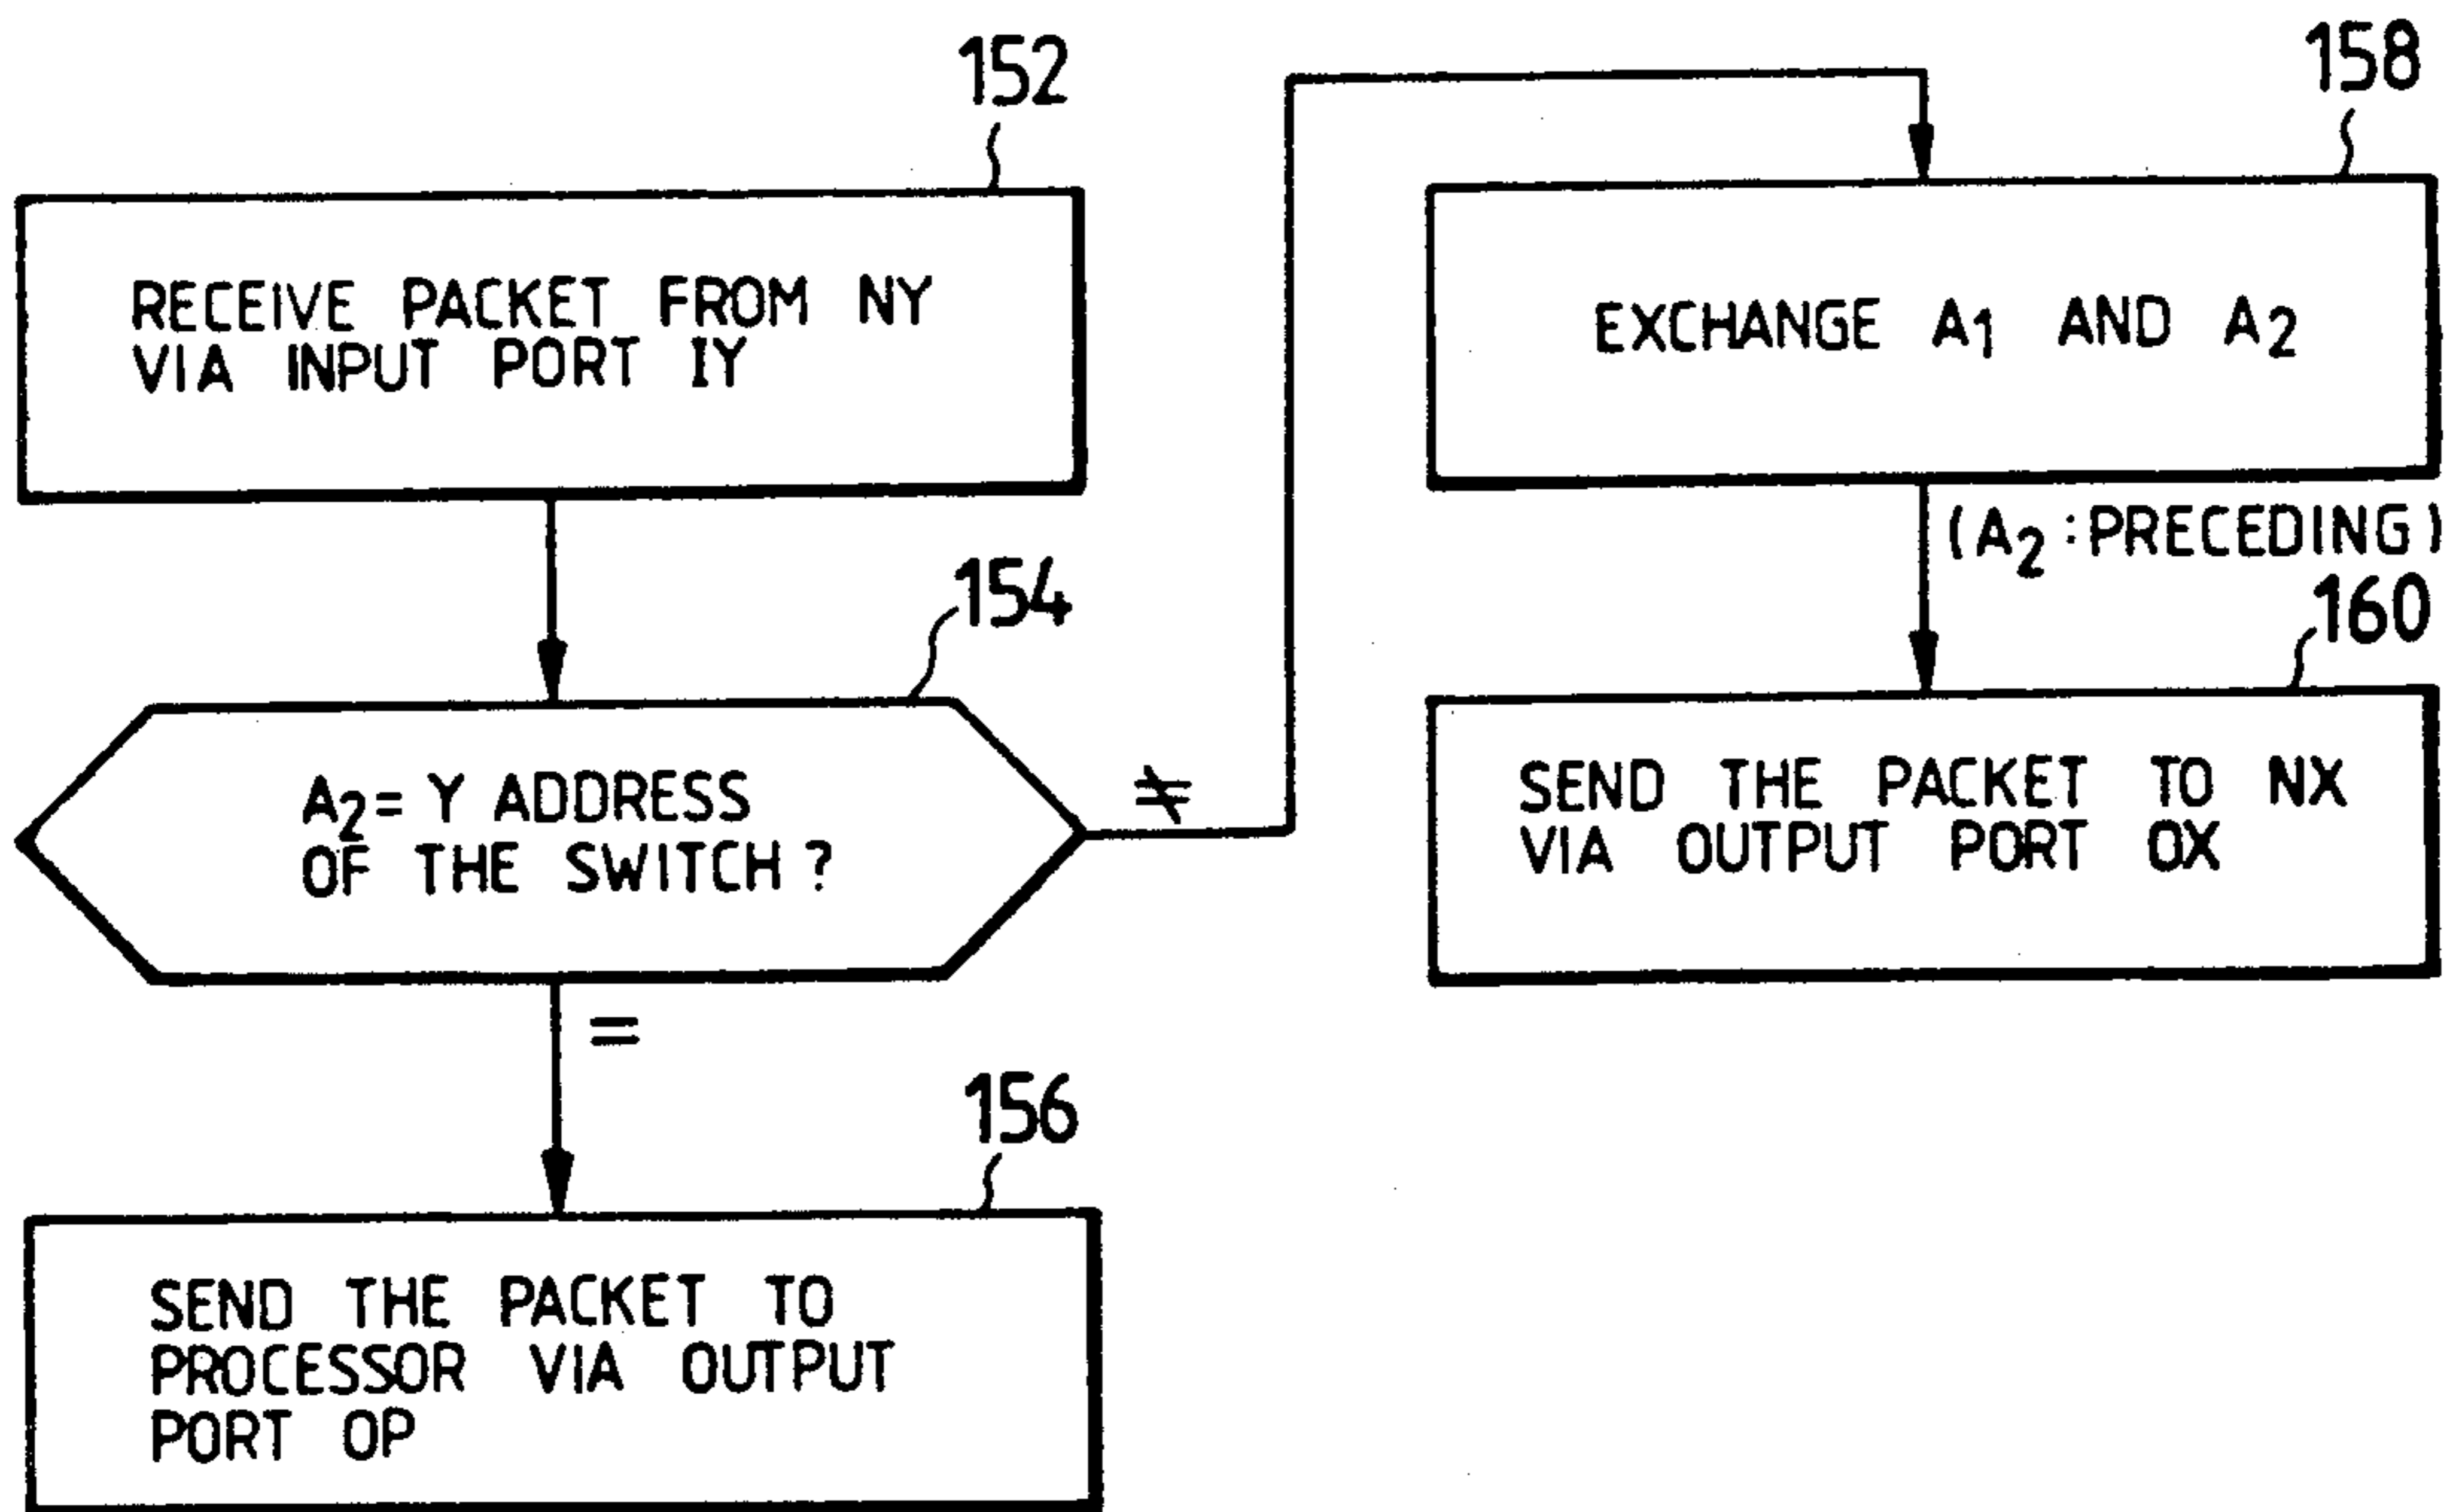 152
RECEIVE PACKET FROM NY
VIA INPUT PORT IY
154
A2= Y ADDRESS
OF THE SWITCH ?
≠
=
156
SEND THE PACKET TO
PROCESSOR VIA OUTPUT
PORT OP
158
EXCHANGE A1 AND A2
(A2 : PRECEDING)
160
SEND THE PACKET TO NX
VIA OUTPUT PORT OX